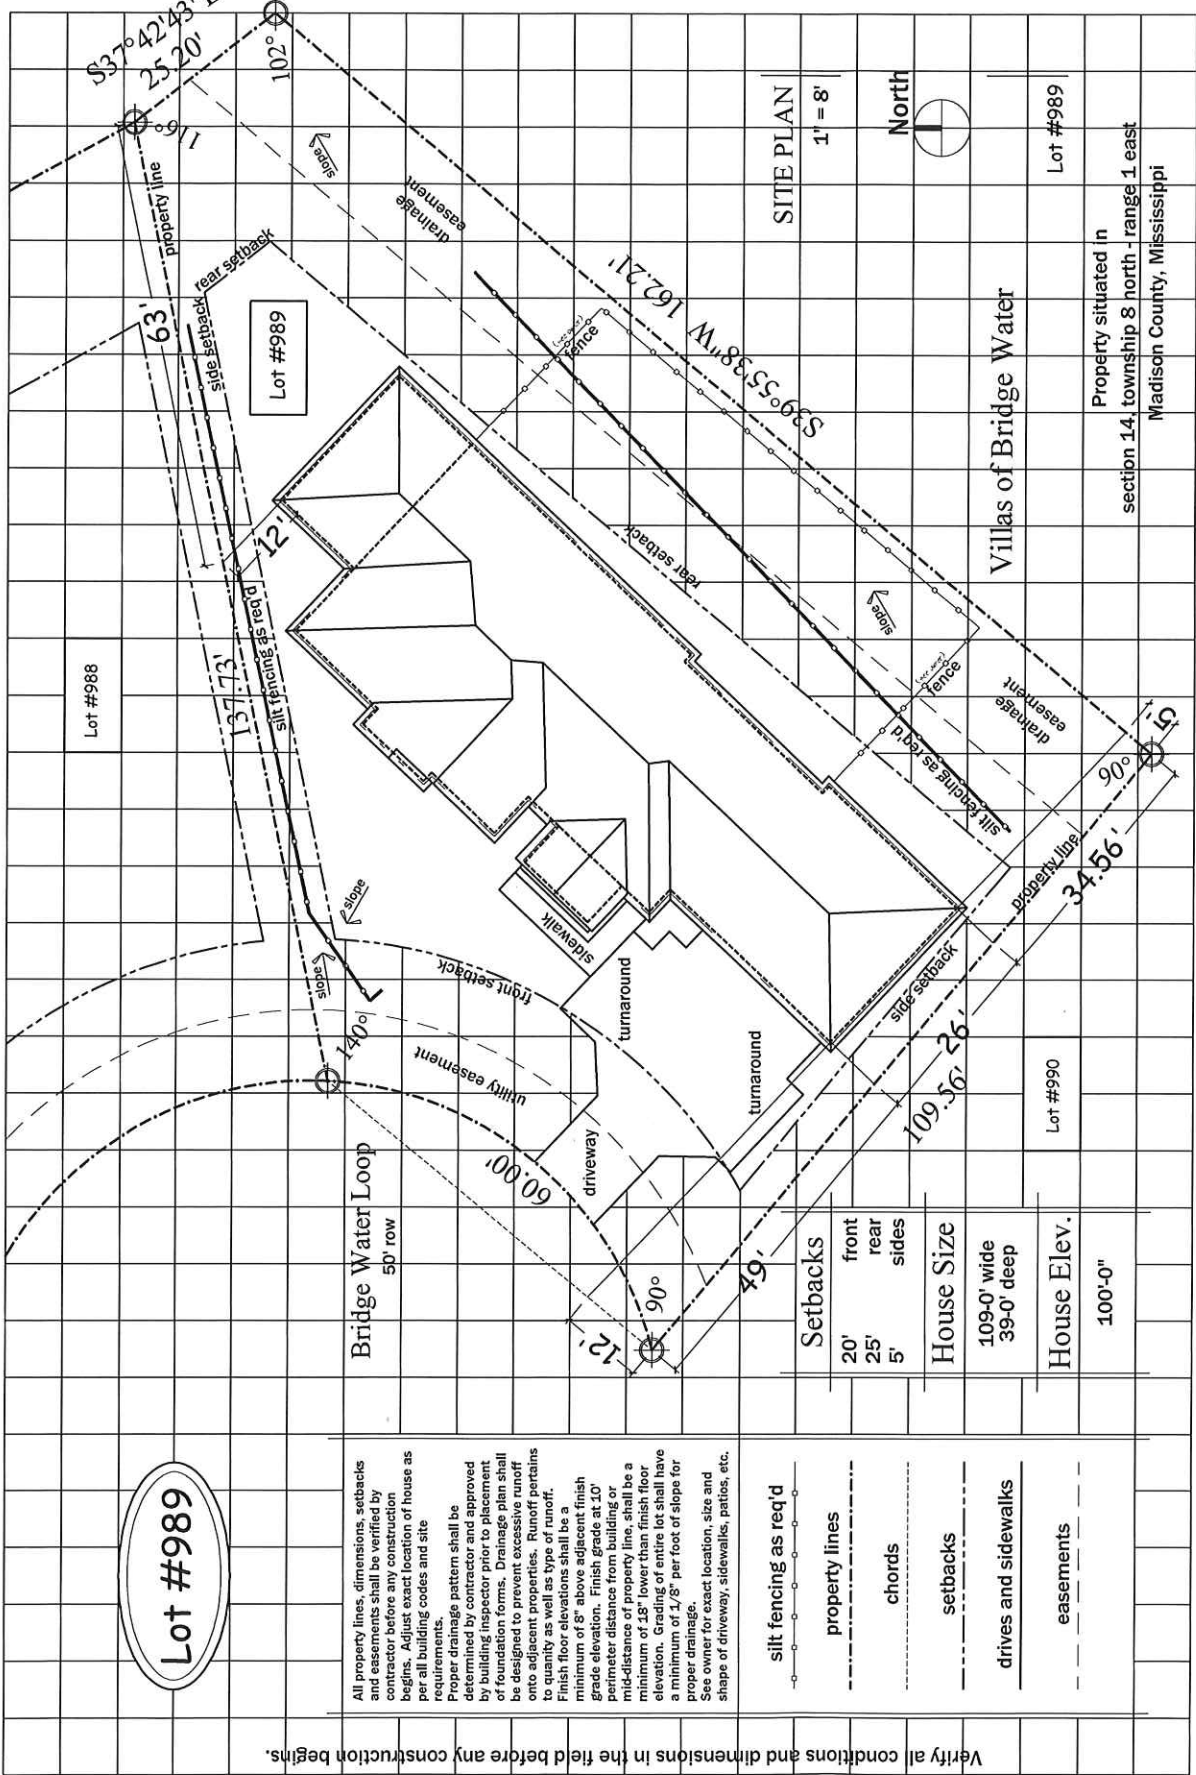 Lot #989
All property lines, dimensions, setbacks
and easements shall be verified by
contractor before any construction
begins. Adjust exact location of house as
per all building codes and site
requirements.
Proper drainage pattern shall be
determined by contractor and approved
by building inspector prior to placement
of foundation forms. Drainage plan shall
be designed to prevent excessive runoff
onto adjacent properties. Runoff pertains
to quanity as well as type of runoff.
Finish floor elevations shall be a
minimum of 8" above adjacent finish
grade elevation. Finish grade at 10'
perimeter distance from building or
mid-distance of property line, shall be a
minimum of 18" lower than finish floor
elevation. Grading of entire lot shall have
a minimum of 1/8" per foot of slope for
proper drainage.
See owner for exact location, size and
shape of driveway, sidewalks, patios, etc.
silt fencing as req'd
property lines
chords
setbacks
drives and sidewalks
easements
Verify all conditions and dimensions in the field before any construction begins.
Bridge Water Loop
50' row
Setbacks
20' front
25' rear
5' sides
House Size
109-0' wide
39-0' deep
House Elev.
100'-0"
Lot #988
Lot #989
Lot #990
137.73'
63'
property line
side setback
rear setback
silt fencing as req'd
12'
slope
slope
140°
front setback
utility easement
60.00'
driveway
turnaround
turnaround
sidewalk
12'
90°
49'
109.56'
26'
side setback
34.56'
property line
90°
5'
silt fencing as req'd
drainage
easement
fence
slope
rear setback
S39°55'38"W 162.21'
fence
drainage
easement
slope
116°
102°
S37°42'43"
25.20'
SITE PLAN
1" = 8'
North
Villas of Bridge Water
Lot #989
Property situated in
section 14, township 8 north - range 1 east
Madison County, Mississippi